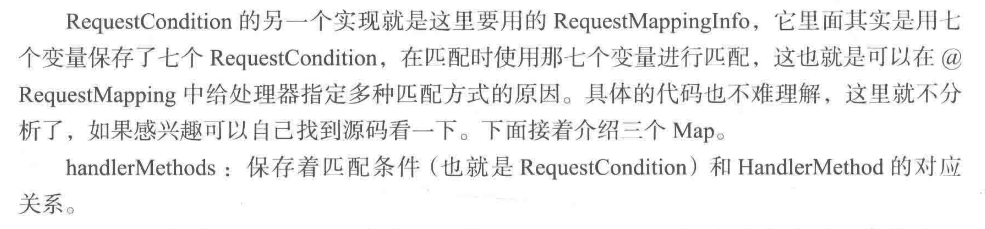 RequestCondition 的另一个实现就是这里要用的 RequestMappingInfo，它里面其实是用七
个变量保存了七个 RequestCondition，在匹配时使用那七个变量进行匹配，这也就是可以在 @
RequestMapping 中给处理器指定多种匹配方式的原因。具体的代码也不难理解，这里就不分
析了，如果感兴趣可以自己找到源码看一下。下面接着介绍三个 Map。
handlerMethods：保存着匹配条件（也就是 RequestCondition）和 HandlerMethod 的对应
关系。